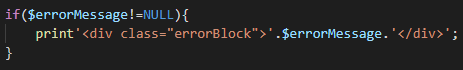 if($errorMessage!=NULL){
    print'<div class="errorBlock">'.$errorMessage.'</div>';
}